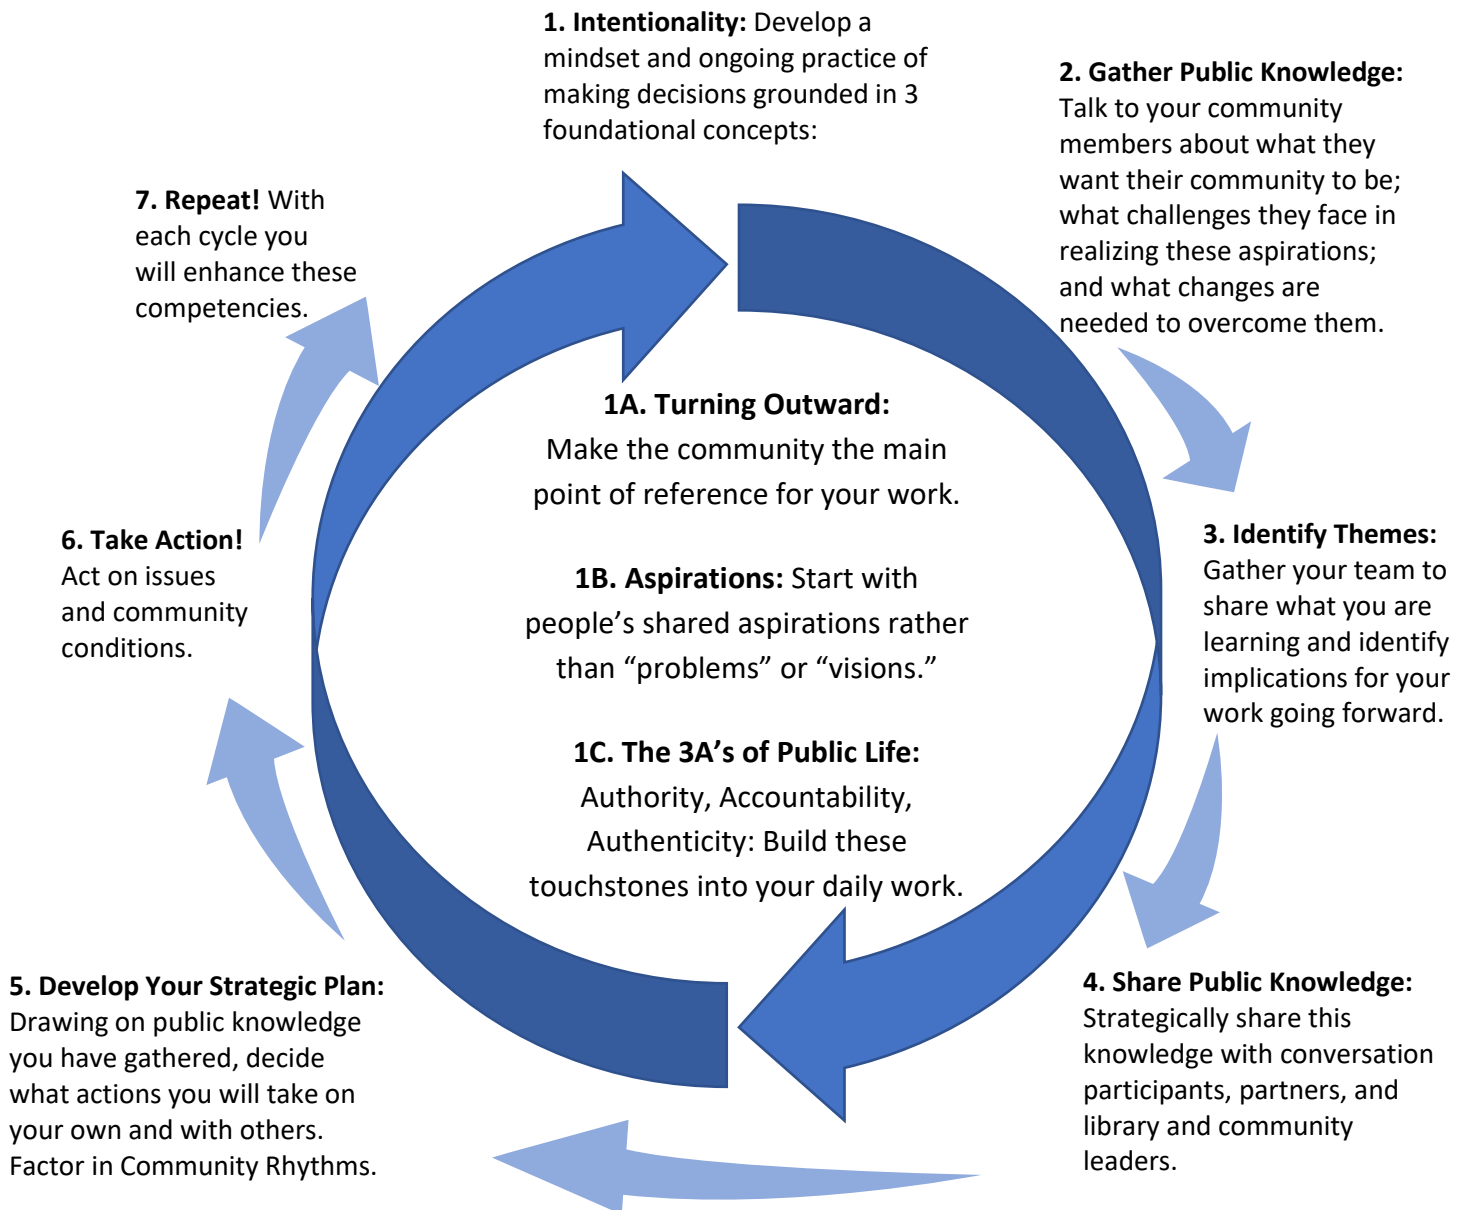 1. Intentionality: Develop a
mindset and ongoing practice of
making decisions grounded in 3
foundational concepts:
1A. Turning Outward:
Make the community the main
point of reference for your work.
1B. Aspirations: Start with
people’s shared aspirations rather
than “problems” or “visions.”
1C. The 3A’s of Public Life:
Authority, Accountability,
Authenticity: Build these
touchstones into your daily work.
2. Gather Public Knowledge:
Talk to your community
members about what they
want their community to be;
what challenges they face in
realizing these aspirations;
and what changes are
needed to overcome them.
3. Identify Themes:
Gather your team to
share what you are
learning and identify
implications for your
work going forward.
4. Share Public Knowledge:
Strategically share this
knowledge with conversation
participants, partners, and
library and community
leaders.
5. Develop Your Strategic Plan:
Drawing on public knowledge
you have gathered, decide
what actions you will take on
your own and with others.
Factor in Community Rhythms.
6. Take Action!
Act on issues
and community
conditions.
7. Repeat! With
each cycle you
will enhance these
competencies.